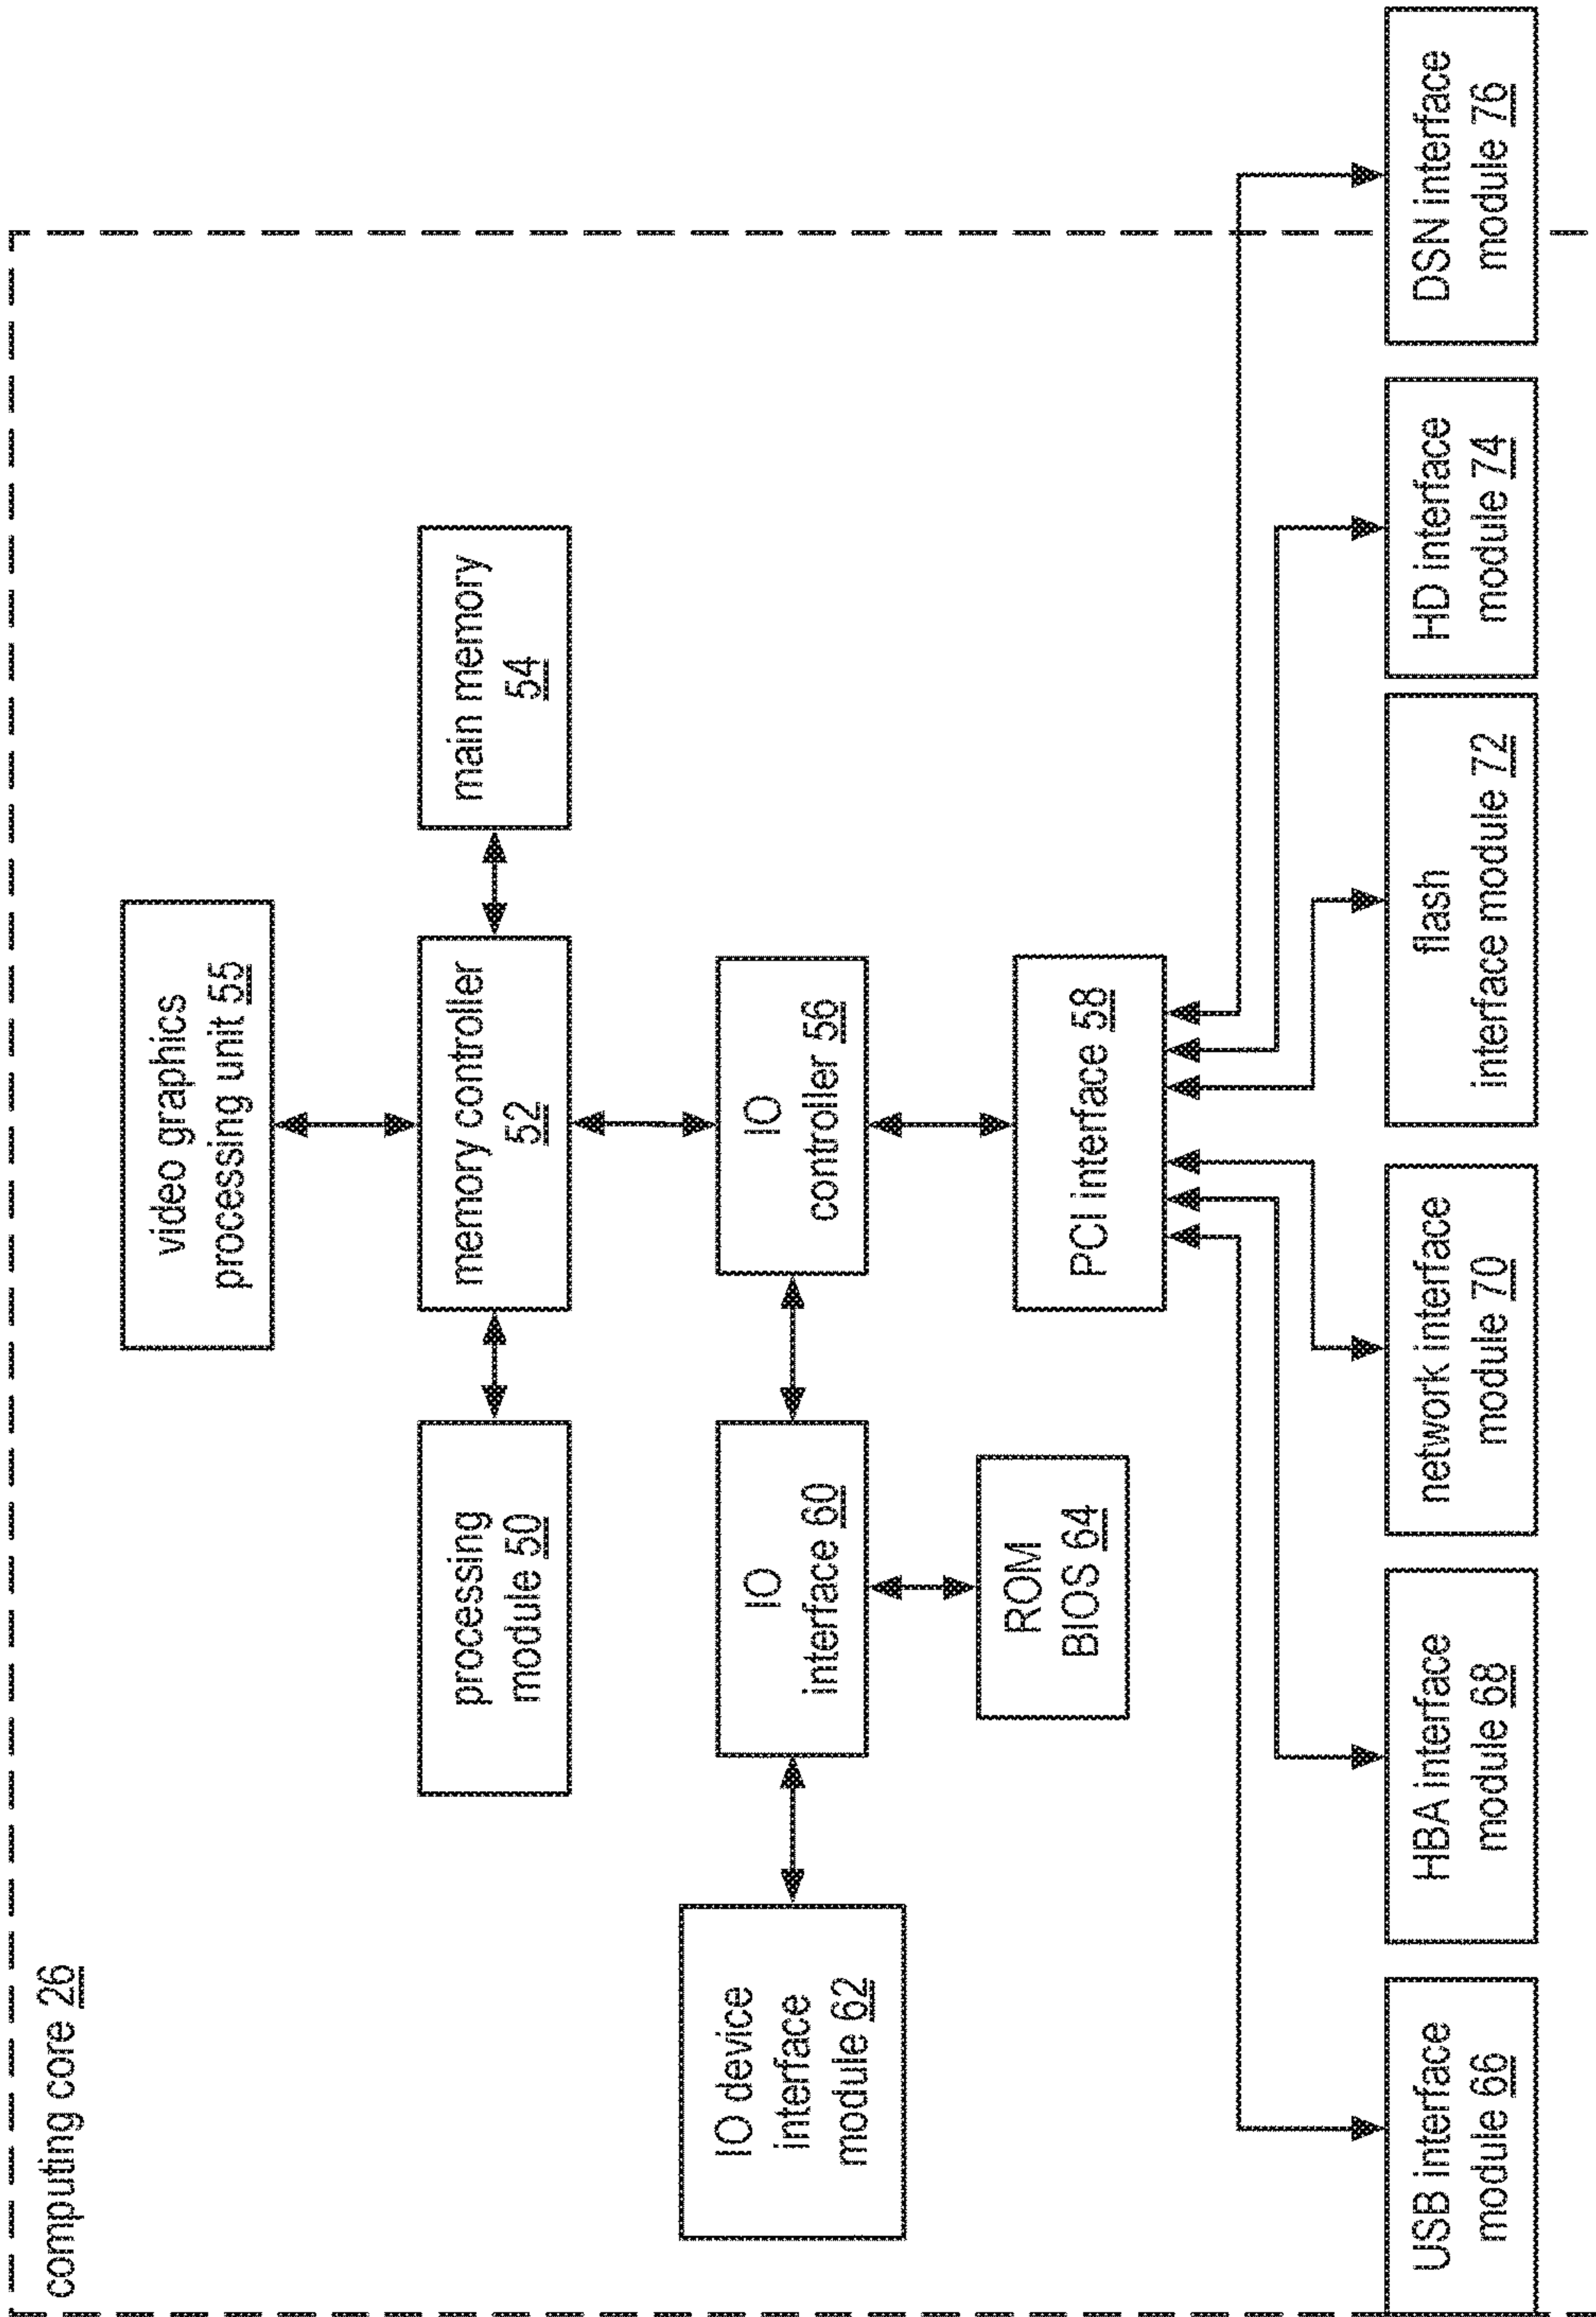 computing core 26
video graphics
processing unit 55
processing
module 50
memory controller
52
main memory
54
IO device
interface
module 62
IO
interface 60
IO
controller 56
ROM
BIOS 64
PCI interface 58
USB interface
module 66
HBA interface
module 68
network interface
module 70
flash
interface module 72
HD interface
module 74
DSN interface
module 76